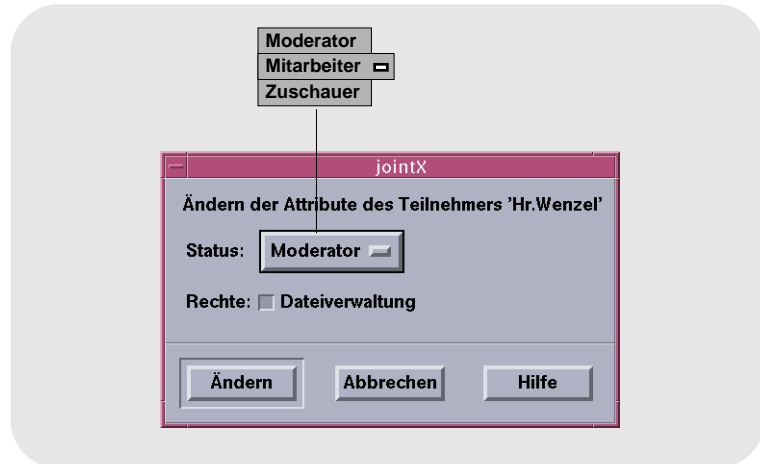 Moderator
Mitarbeiter
Zuschauer
jointX
Ändern der Attribute des Teilnehmers 'Hr.Wenzel'
Status: Moderator
Rechte: Dateiverwaltung
Ändern Abbrechen Hilfe